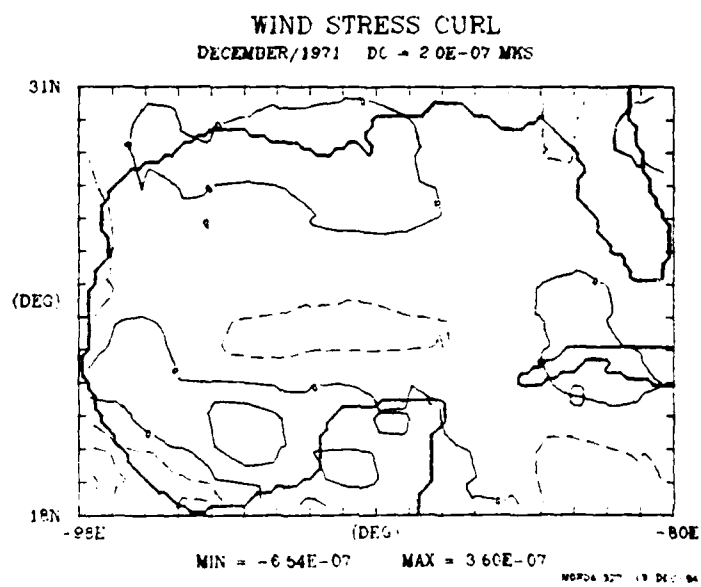 WIND STRESS CURL
DECEMBER/1971 DC = 2.0E-07 MKS
31N
(DEG)
18N
-98E (DEG) -80E
MIN = -6.54E-07 MAX = 3.60E-07